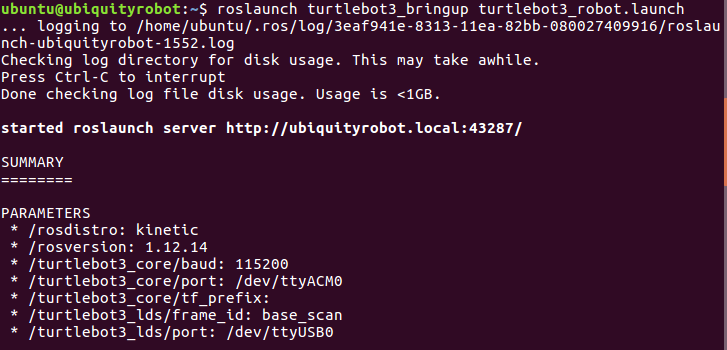 ubuntu@ubiquityrobot:~$ roslaunch turtlebot3_bringup turtlebot3_robot.launch
... logging to /home/ubuntu/.ros/log/3eaf941e-8313-11ea-82bb-080027409916/roslau
nch-ubiquityrobot-1552.log
Checking log directory for disk usage. This may take awhile.
Press Ctrl-C to interrupt
Done checking log file disk usage. Usage is <1GB.

started roslaunch server http://ubiquityrobot.local:43287/

SUMMARY
========

PARAMETERS
 * /rosdistro: kinetic
 * /rosversion: 1.12.14
 * /turtlebot3_core/baud: 115200
 * /turtlebot3_core/port: /dev/ttyACM0
 * /turtlebot3_core/tf_prefix:
 * /turtlebot3_lds/frame_id: base_scan
 * /turtlebot3_lds/port: /dev/ttyUSB0